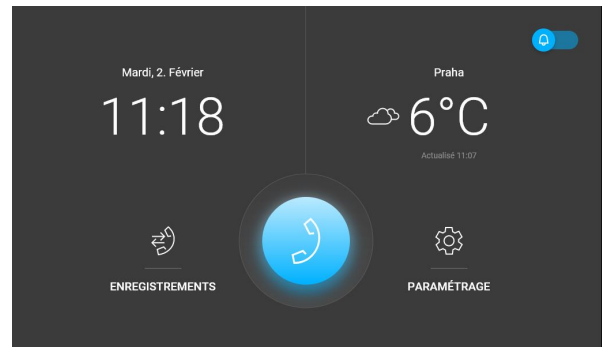 Mardi, 2. Février
11:18
Praha
6°C
Actualisé 11:07
ENREGISTREMENTS
PARAMÉTRAGE